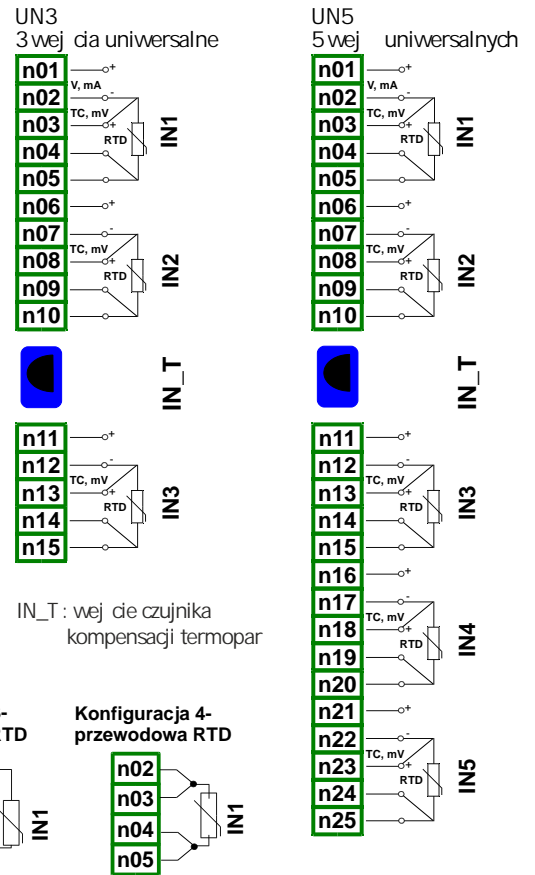 UN3
3 wej cia uniwersalne
n01 +
V, mA
n02 -
TC, mV
n03 +
RTD
n04
n05
IN1
n06 +
n07 -
TC, mV
n08 +
RTD
n09
n10
IN2
IN_T
n11 +
n12 -
TC, mV
n13 +
RTD
n14
n15
IN3
IN_T : wej cie czujnika
kompensacji termopar
-
TD
IN1
Konfiguracja 4-
przewodowa RTD
n02
n03
n04
n05
IN1
UN5
5 wej uniwersalnych
n01 +
V, mA
n02 -
TC, mV
n03 +
RTD
n04
n05
IN1
n06 +
n07 -
TC, mV
n08 +
RTD
n09
n10
IN2
IN_T
n11 +
n12 -
TC, mV
n13 +
RTD
n14
n15
IN3
n16 +
n17 -
TC, mV
n18 +
RTD
n19
n20
IN4
n21 +
n22 -
TC, mV
n23 +
RTD
n24
n25
IN5